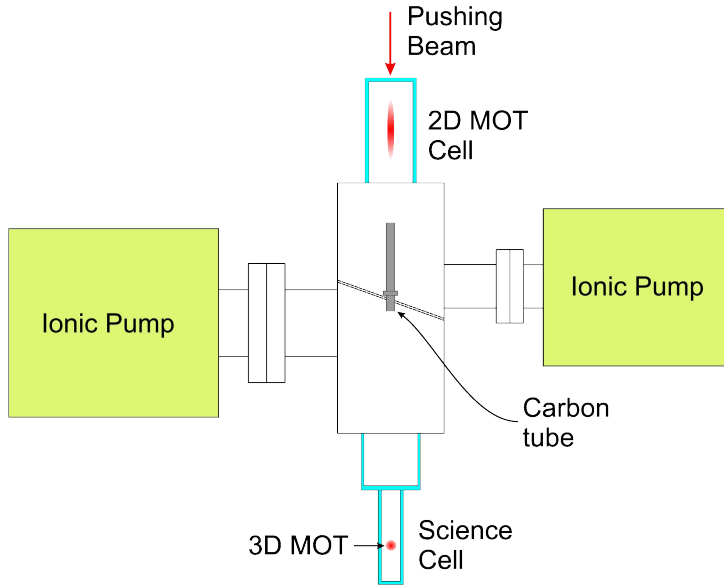 Pushing
Beam
2D MOT
Cell
Ionic Pump
Ionic Pump
Carbon
tube
3D MOT
Science
Cell